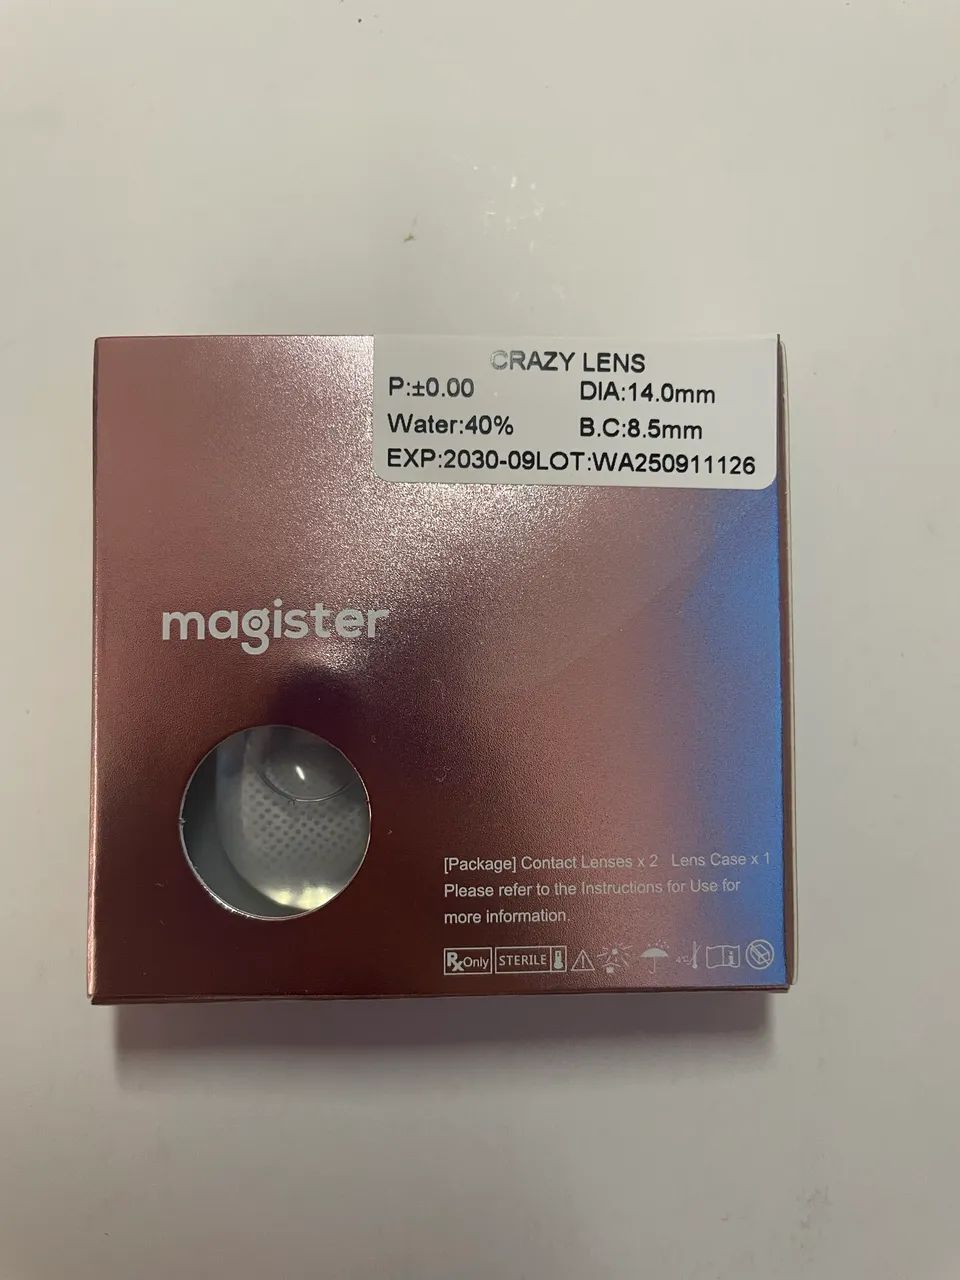 CRAZY LENS
P:±0.00 DIA:14.0mm
Water:40% B.C:8.5mm
EXP:2030-09LOT:WA250911126
magister
[Package] Contact Lenses x 2 Lens Case x 1
Please refer to the Instructions for Use for
more information.
Rx Only STERILE 4°C i